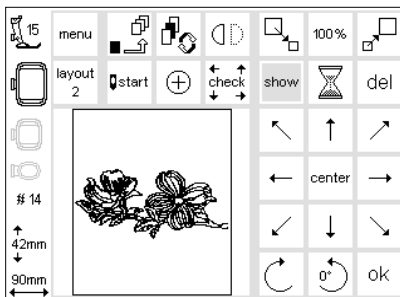 15
menu
100%
layout
2
start
check
show
del
center
# 14
42mm
90mm
0°
ok